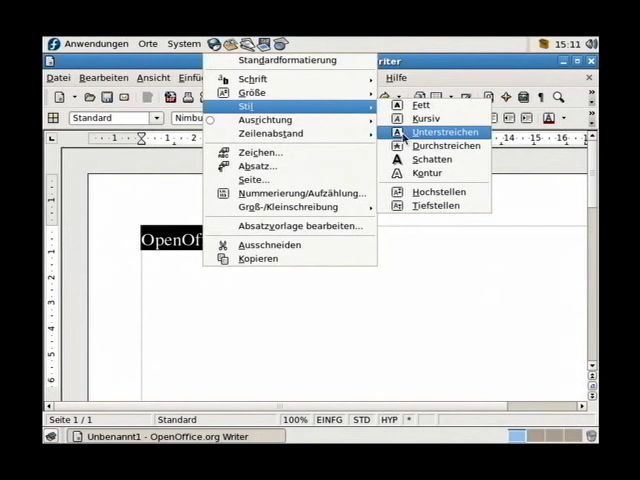 Anwendungen Orte System 15:11
riter
Datei Bearbeiten Ansicht Einfü Hilfe
Standard Nimbu
Standardformatierung
Schrift
Größe
Stil
Ausrichtung
Zeilenabstand
Zeichen...
Absatz...
Seite...
Nummerierung/Aufzählung...
Groß-/Kleinschreibung
Absatzvorlage bearbeiten...
Ausschneiden
Kopieren
Fett
Kursiv
Unterstreichen
Durchstreichen
Schatten
Kontur
Hochstellen
Tiefstellen
OpenOf
Seite 1 / 1 Standard 100% EINFG STD HYP *
Unbenannt1 - OpenOffice.org Writer